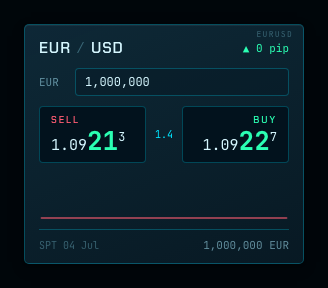 EURUSD
EUR / USD
▲ 0 pip
EUR 1,000,000
SELL
1.09213
1.4
BUY
1.09227
SPT 04 Jul
1,000,000 EUR